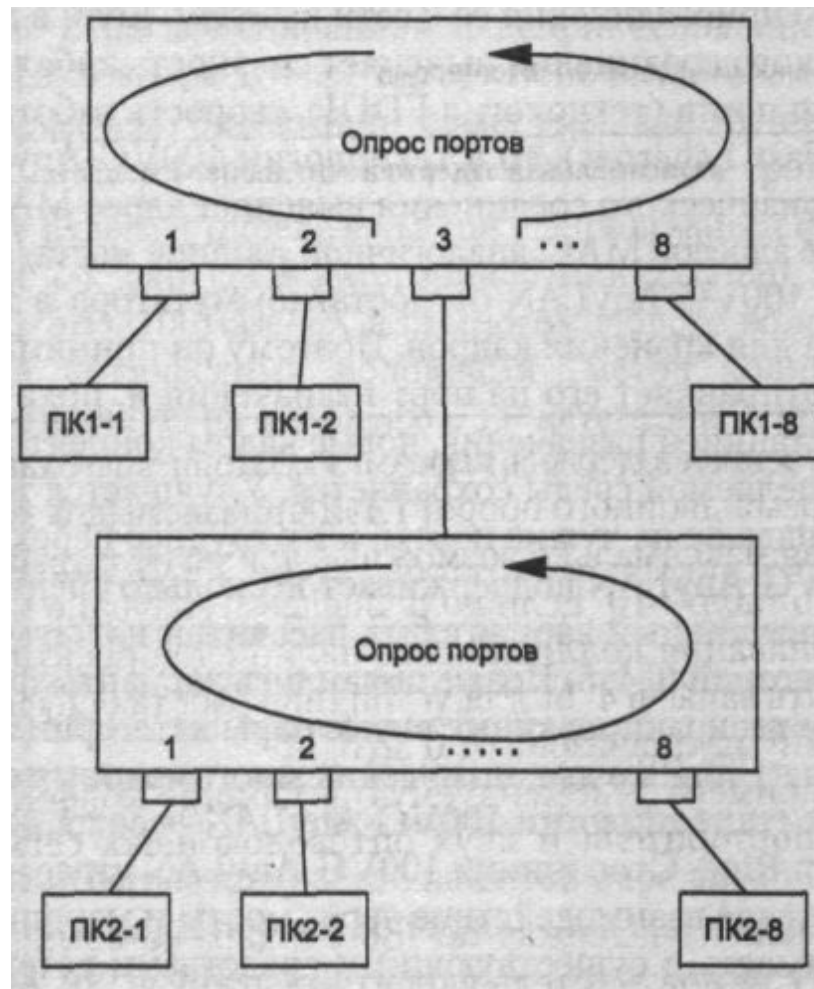 Опрос портов
1 2 3 ... 8
ПК1-1 ПК1-2 ПК1-8
Опрос портов
1 2 ..... 8
ПК2-1 ПК2-2 ПК2-8